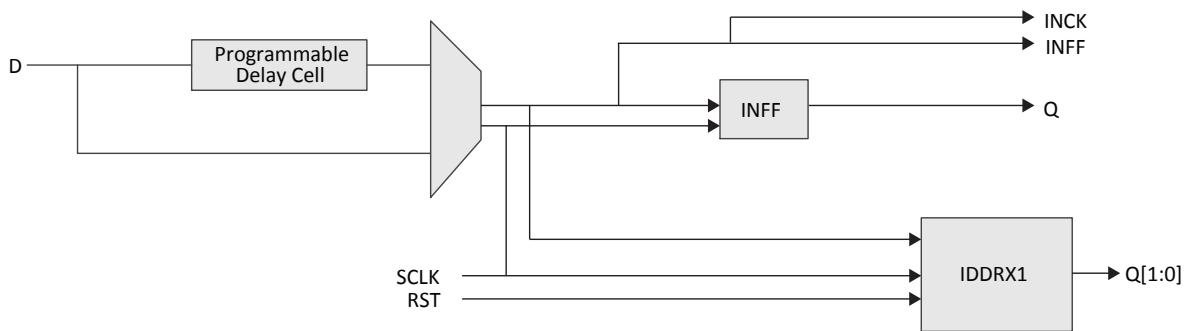 INCK
INFF
D
Programmable
Delay Cell
INFF
Q
SCLK
RST
IDDRX1
Q[1:0]